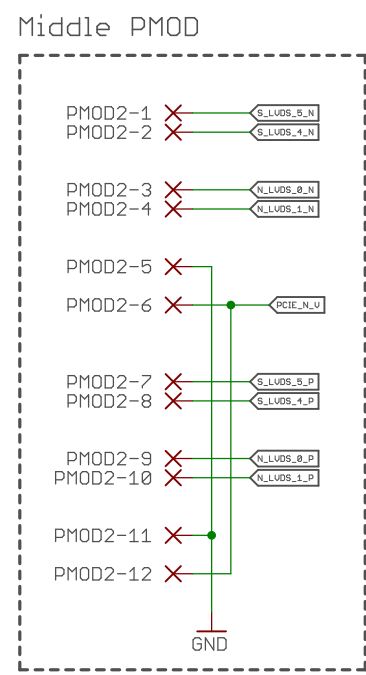 Middle PMOD
PMOD2-1 S_LVDS_5_N
PMOD2-2 S_LVDS_4_N
PMOD2-3 N_LVDS_0_N
PMOD2-4 N_LVDS_1_N
PMOD2-5
PMOD2-6 PCIE_N_V
PMOD2-7 S_LVDS_5_P
PMOD2-8 S_LVDS_4_P
PMOD2-9 N_LVDS_0_P
PMOD2-10 N_LVDS_1_P
PMOD2-11
PMOD2-12
GND